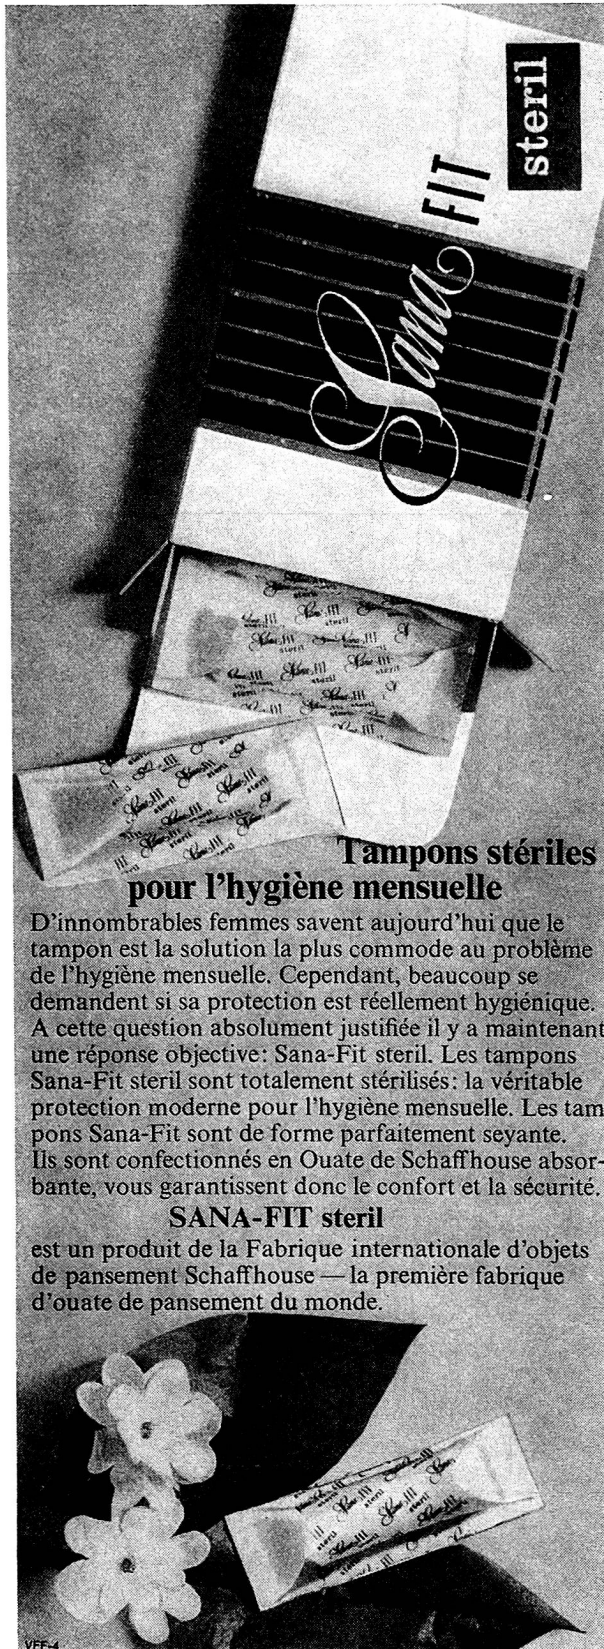 steril
Sana FIT
Tampons stériles
pour l'hygiène mensuelle
D'innombrables femmes savent aujourd'hui que le
tampon est la solution la plus commode au problème
de l'hygiène mensuelle. Cependant, beaucoup se
demandent si sa protection est réellement hygiénique.
A cette question absolument justifiée il y a maintenant
une réponse objective: Sana-Fit steril. Les tampons
Sana-Fit steril sont totalement stérilisés: la véritable
protection moderne pour l'hygiène mensuelle. Les tam
pons Sana-Fit sont de forme parfaitement seyante.
Ils sont confectionnés en Ouate de Schaffhouse absor-
bante, vous garantissent donc le confort et la sécurité.
SANA-FIT steril
est un produit de la Fabrique internationale d'objets
de pansement Schaffhouse — la première fabrique
d'ouate de pansement du monde.
VFF-4